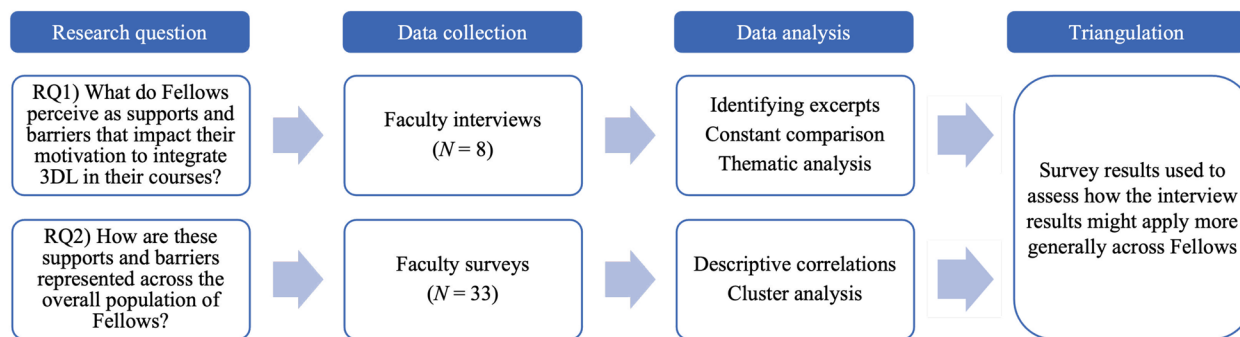 Research question
Data collection
Data analysis
Triangulation
RQ1) What do Fellows
perceive as supports and
barriers that impact their
motivation to integrate
3DL in their courses?
Faculty interviews
(N = 8)
Identifying excerpts
Constant comparison
Thematic analysis
RQ2) How are these
supports and barriers
represented across the
overall population of
Fellows?
Faculty surveys
(N = 33)
Descriptive correlations
Cluster analysis
Survey results used to
assess how the interview
results might apply more
generally across Fellows